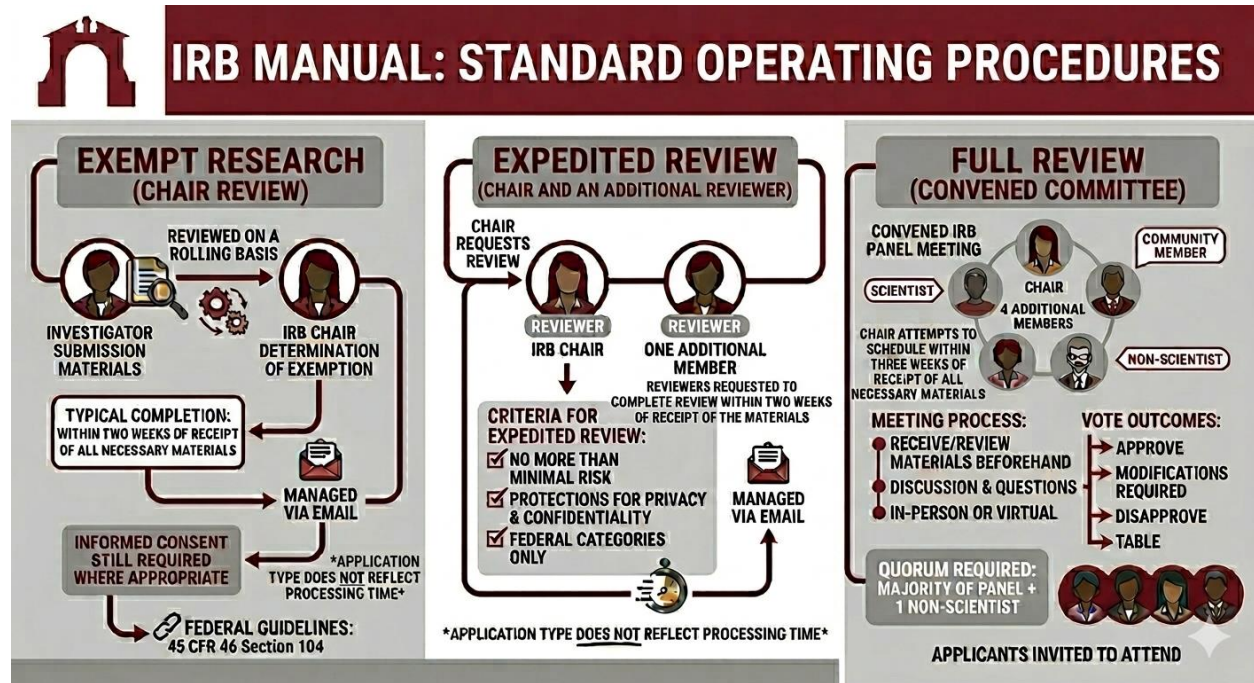 IRB MANUAL: STANDARD OPERATING PROCEDURES
EXEMPT RESEARCH
(CHAIR REVIEW)
REVIEWED ON A
ROLLING BASIS
INVESTIGATOR
SUBMISSION
MATERIALS
IRB CHAIR
DETERMINATION
OF EXEMPTION
TYPICAL COMPLETION:
WITHIN TWO WEEKS OF RECEIPT
OF ALL NECESSARY MATERIALS
MANAGED
VIA EMAIL
INFORMED CONSENT
STILL REQUIRED
WHERE APPROPRIATE
*APPLICATION
TYPE DOES NOT REFLECT
PROCESSING TIME+
FEDERAL GUIDELINES:
45 CFR 46 Section 104
EXPEDITED REVIEW
(CHAIR AND AN ADDITIONAL REVIEWER)
CHAIR
REQUESTS
REVIEW
REVIEWER
IRB CHAIR
REVIEWER
ONE ADDITIONAL
MEMBER
REVIEWERS REQUESTED TO
COMPLETE REVIEW WITHIN TWO WEEKS
OF RECEIPT OF THE MATERIALS
CRITERIA FOR
EXPEDITED REVIEW:
NO MORE THAN
MINIMAL RISK
PROTECTIONS FOR PRIVACY
& CONFIDENTIALITY
FEDERAL CATEGORIES
ONLY
MANAGED
VIA EMAIL
*APPLICATION TYPE DOES NOT REFLECT PROCESSING TIME*
FULL REVIEW
(CONVENED COMMITTEE)
CONVENED IRB
PANEL MEETING
COMMUNITY
MEMBER
SCIENTIST
CHAIR
4 ADDITIONAL
MEMBERS
CHAIR ATTEMPTS TO
SCHEDULE WITHIN
THREE WEEKS OF
RECEIPT OF ALL
NECESSARY MATERIALS
NON-SCIENTIST
MEETING PROCESS:
RECEIVE/REVIEW
MATERIALS BEFOREHAND
DISCUSSION & QUESTIONS
IN-PERSON OR VIRTUAL
VOTE OUTCOMES:
APPROVE
MODIFICATIONS
REQUIRED
DISAPPROVE
TABLE
QUORUM REQUIRED:
MAJORITY OF PANEL +
1 NON-SCIENTIST
APPLICANTS INVITED TO ATTEND